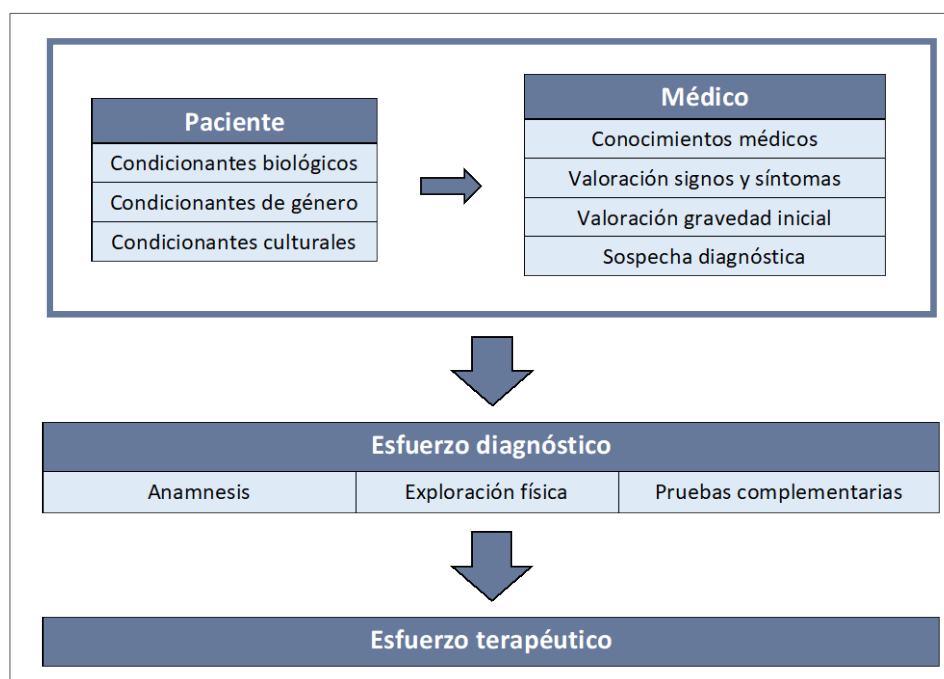 Paciente
Condicionantes biológicos
Condicionantes de género
Condicionantes culturales
Médico
Conocimientos médicos
Valoración signos y síntomas
Valoración gravedad inicial
Sospecha diagnóstica
Esfuerzo diagnóstico
Anamnesis
Exploración física
Pruebas complementarias
Esfuerzo terapéutico